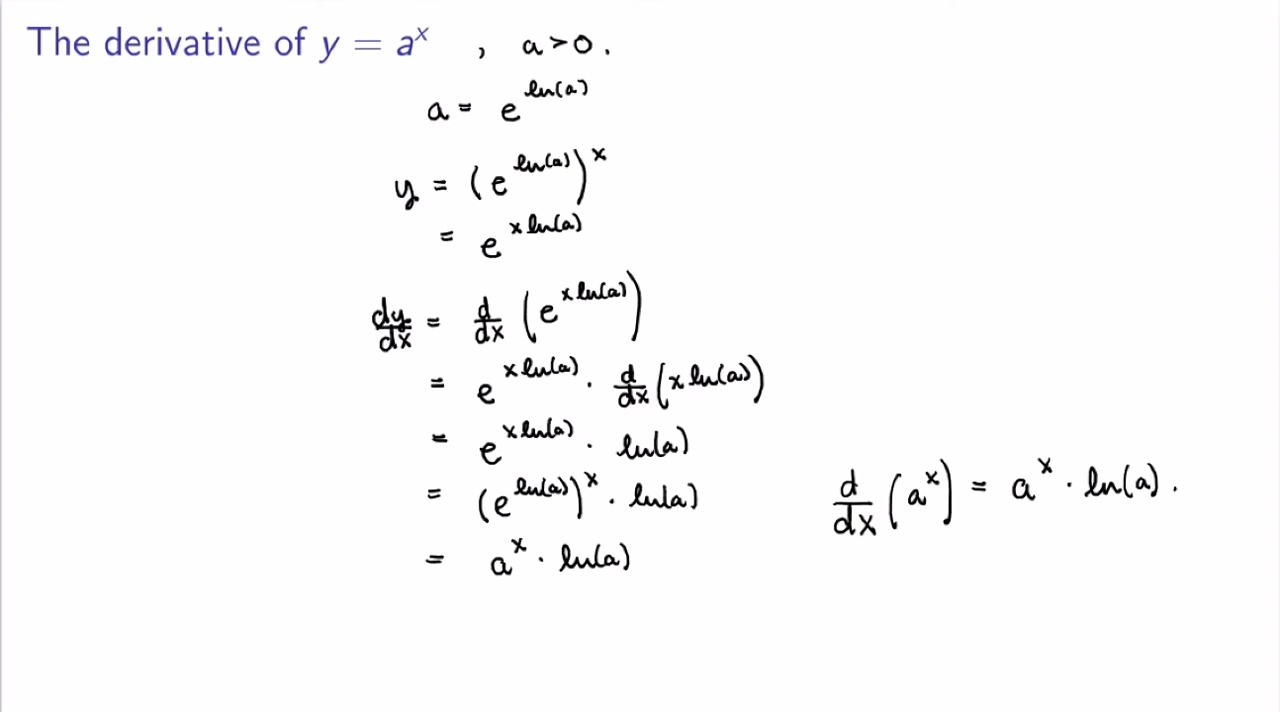 The derivative of y = a^x , a > 0 .
a = e^{ln(a)}
y = (e^{ln(a)})^x
= e^{x ln(a)}
dy/dx = d/dx (e^{x ln(a)})
= e^{x ln(a)} · d/dx (x ln(a))
= e^{x ln(a)} · ln(a)
= (e^{ln(a)})^x · ln(a)
= a^x · ln(a)
d/dx (a^x) = a^x · ln(a) .